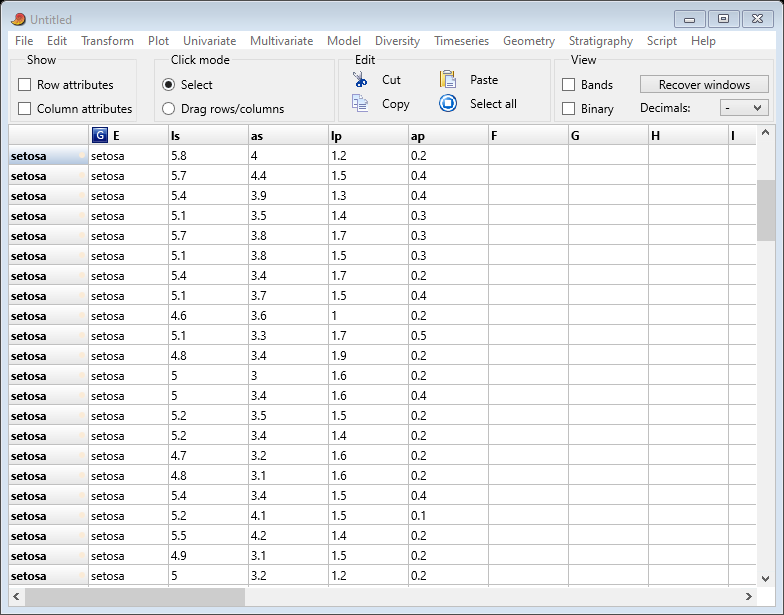 Untitled
File Edit Transform Plot Univariate Multivariate Model Diversity Timeseries Geometry Stratigraphy Script Help
Show Click mode Edit View
Row attributes Select Cut Paste Bands Recover windows
Column attributes Drag rows/columns Copy Select all Binary Decimals: -
G E ls as lp ap F G H I
setosa setosa 5.8 4 1.2 0.2
setosa setosa 5.7 4.4 1.5 0.4
setosa setosa 5.4 3.9 1.3 0.4
setosa setosa 5.1 3.5 1.4 0.3
setosa setosa 5.7 3.8 1.7 0.3
setosa setosa 5.1 3.8 1.5 0.3
setosa setosa 5.4 3.4 1.7 0.2
setosa setosa 5.1 3.7 1.5 0.4
setosa setosa 4.6 3.6 1 0.2
setosa setosa 5.1 3.3 1.7 0.5
setosa setosa 4.8 3.4 1.9 0.2
setosa setosa 5 3 1.6 0.2
setosa setosa 5 3.4 1.6 0.4
setosa setosa 5.2 3.5 1.5 0.2
setosa setosa 5.2 3.4 1.4 0.2
setosa setosa 4.7 3.2 1.6 0.2
setosa setosa 4.8 3.1 1.6 0.2
setosa setosa 5.4 3.4 1.5 0.4
setosa setosa 5.2 4.1 1.5 0.1
setosa setosa 5.5 4.2 1.4 0.2
setosa setosa 4.9 3.1 1.5 0.2
setosa setosa 5 3.2 1.2 0.2